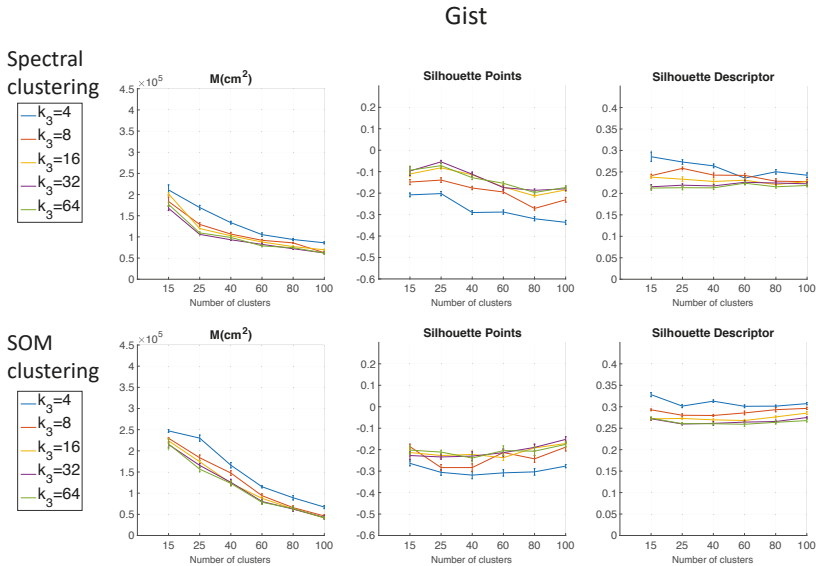 Gist
Spectral
clustering
k3=4
k3=8
k3=16
k3=32
k3=64
×10^5
M(cm²)
4.5
4
3.5
3
2.5
2
1.5
1
0.5
0
15 25 40 60 80 100
Number of clusters
Silhouette Points
0.2
0.1
0
-0.1
-0.2
-0.3
-0.4
-0.5
-0.6
15 25 40 60 80 100
Number of clusters
Silhouette Descriptor
0.4
0.35
0.3
0.25
0.2
0.15
0.1
0.05
0
15 25 40 60 80 100
Number of clusters
SOM
clustering
k3=4
k3=8
k3=16
k3=32
k3=64
×10^5
M(cm²)
4.5
4
3.5
3
2.5
2
1.5
1
0.5
0
15 25 40 60 80 100
Number of clusters
Silhouette Points
0.2
0.1
0
-0.1
-0.2
-0.3
-0.4
-0.5
-0.6
15 25 40 60 80 100
Number of clusters
Silhouette Descriptor
0.4
0.35
0.3
0.25
0.2
0.15
0.1
0.05
0
15 25 40 60 80 100
Number of clusters